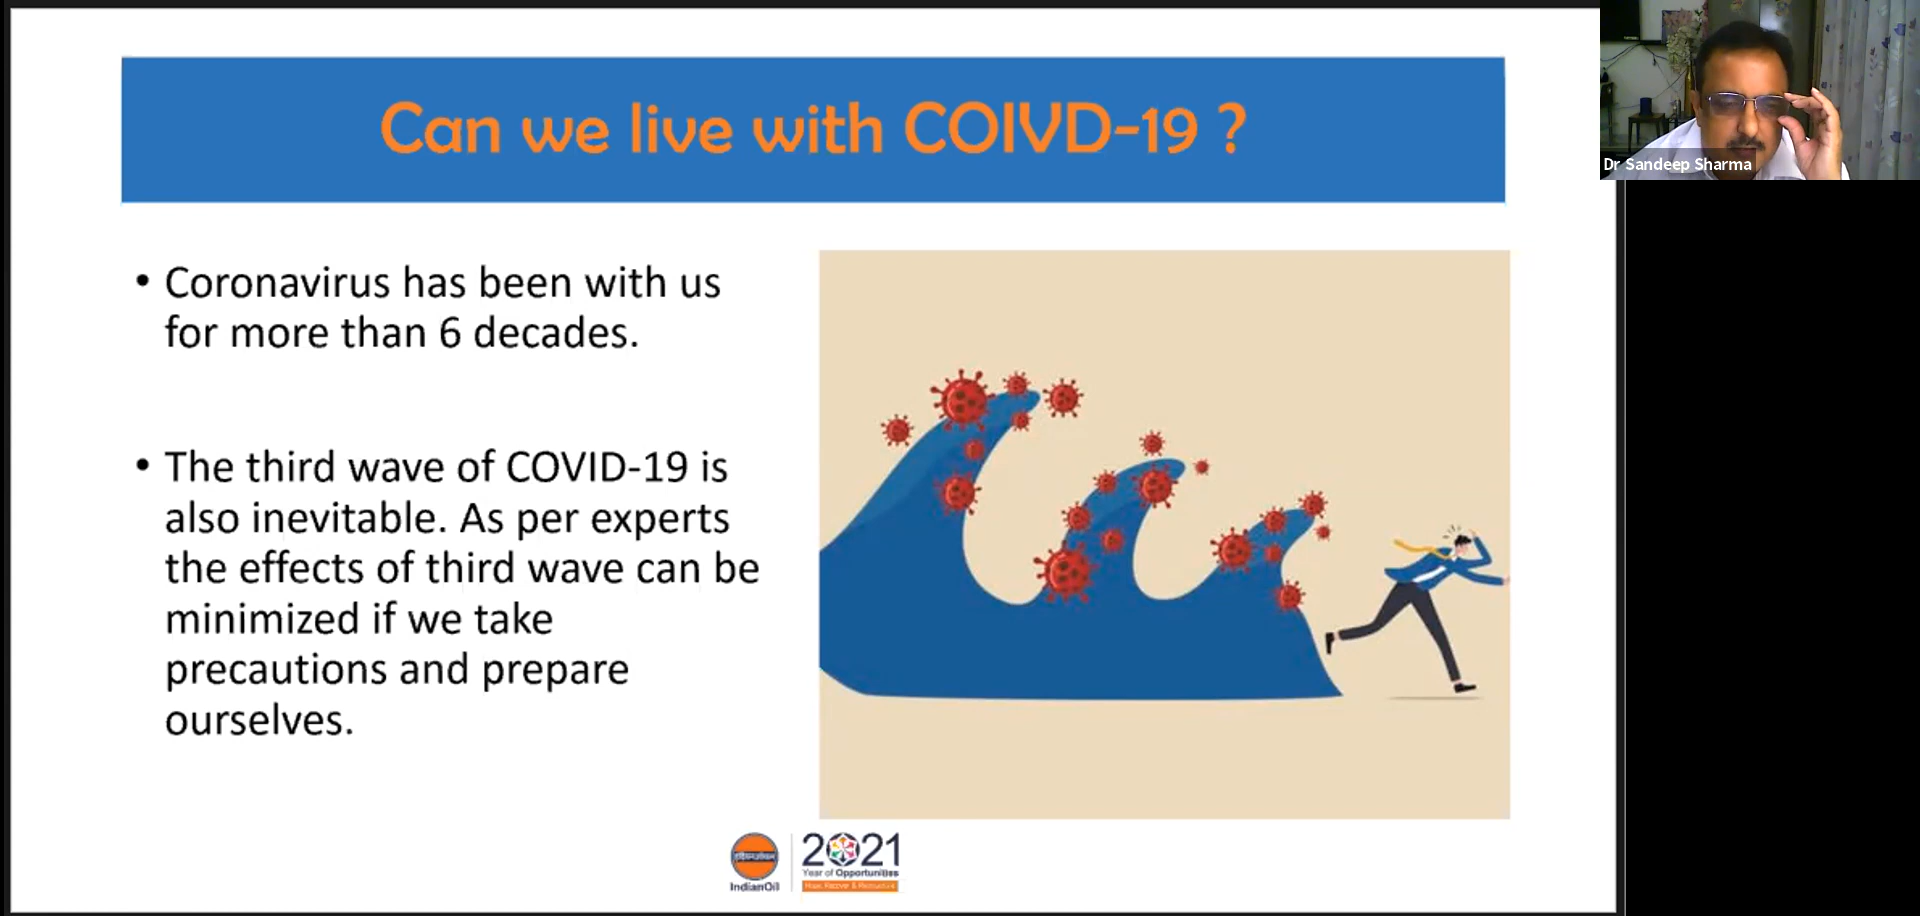 Can we live with COIVD-19 ?
Dr Sandeep Sharma
• Coronavirus has been with us
for more than 6 decades.
• The third wave of COVID-19 is
also inevitable. As per experts
the effects of third wave can be
minimized if we take
precautions and prepare
ourselves.
2021
Year of Opportunities
IndianOil